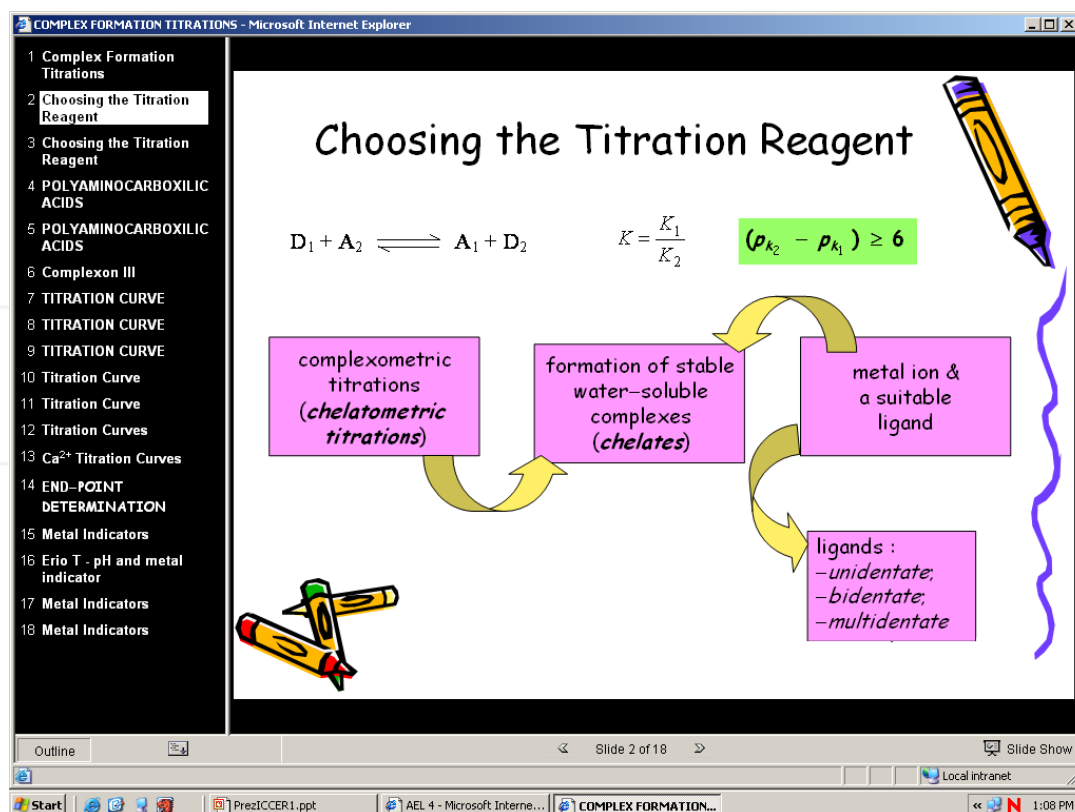 COMPLEX FORMATION TITRATIONS - Microsoft Internet Explorer
1 Complex Formation
Titrations
2 Choosing the Titration
Reagent
3 Choosing the Titration
Reagent
4 POLYAMINOCARBOXILIC
ACIDS
5 POLYAMINOCARBOXILIC
ACIDS
6 Complexon III
7 TITRATION CURVE
8 TITRATION CURVE
9 TITRATION CURVE
10 Titration Curve
11 Titration Curve
12 Titration Curves
13 Ca²⁺ Titration Curves
14 END-POINT
DETERMINATION
15 Metal Indicators
16 Erio T - pH and metal
indicator
17 Metal Indicators
18 Metal Indicators
Choosing the Titration Reagent
D₁ + A₂ ⇌ A₁ + D₂
K = K₁ / K₂
(p_{k₂} − p_{k₁}) ≥ 6
complexometric
titrations
(chelatometric
titrations)
formation of stable
water-soluble
complexes
(chelates)
metal ion &
a suitable
ligand
ligands :
-unidentate;
-bidentate;
-multidentate
Outline
Slide 2 of 18
Slide Show
Local intranet
Start
PrezICCER1.ppt
AEL 4 - Microsoft Interne...
COMPLEX FORMATION...
« N 1:08 PM